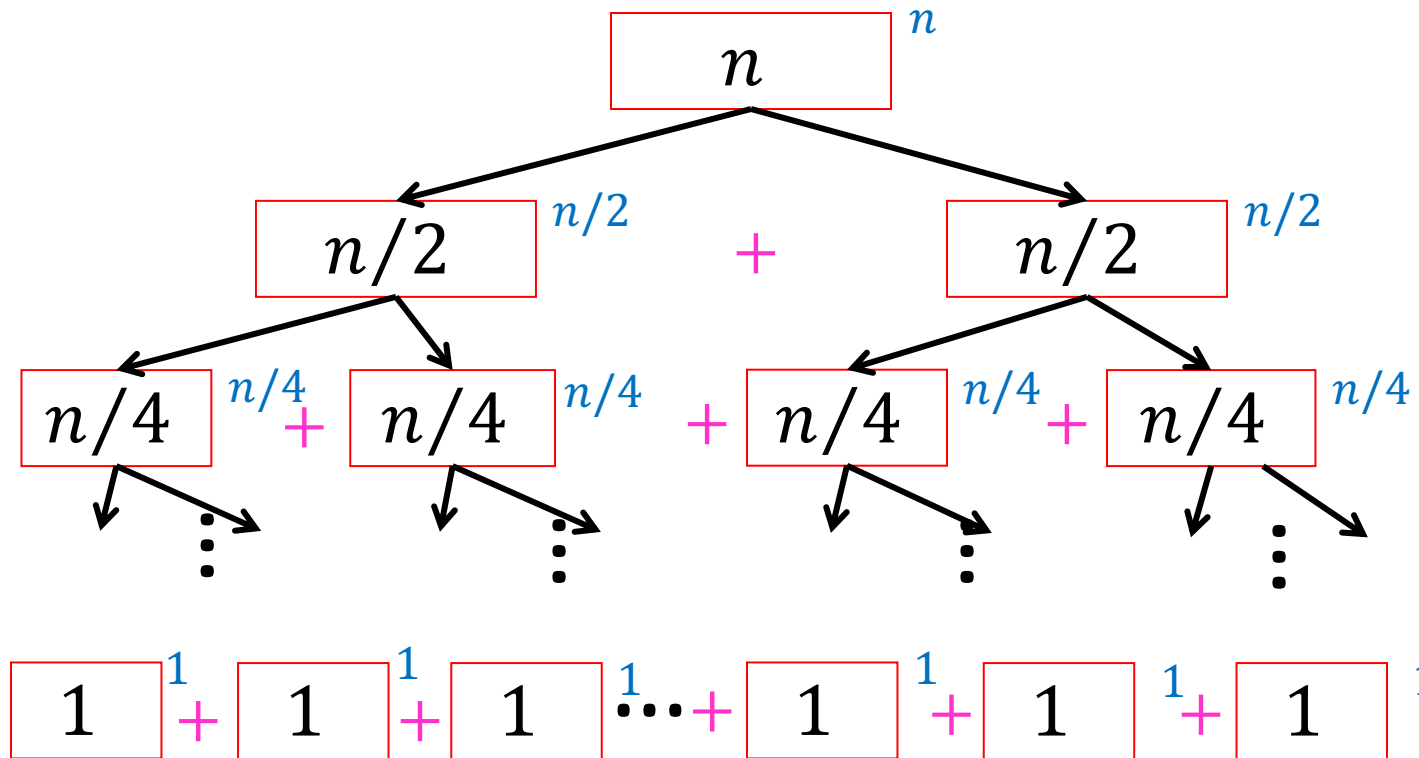 n n
n/2 n/2 + n/2 n/2
n/4 n/4 + n/4 n/4 + n/4 n/4 + n/4 n/4
1 1 + 1 1 + 1 1 ⋯ + 1 1 + 1 1 + 1 1